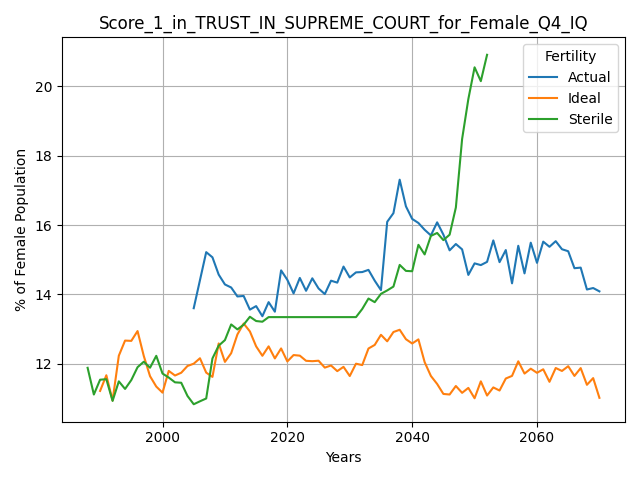 Score_1_in_TRUST_IN_SUPREME_COURT_for_Female_Q4_IQ
Fertility
Actual
Ideal
Sterile
% of Female Population
20
18
16
14
12
2000
2020
2040
2060
Years